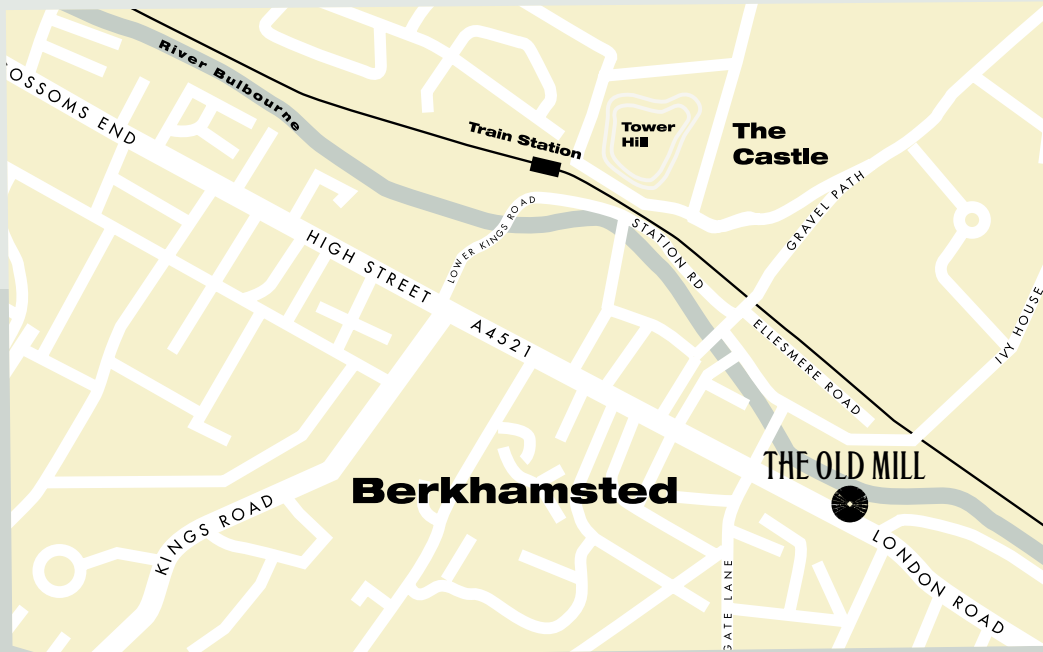 River Bulbourne
OSSOMS END
Train Station
Tower
Hill
The
Castle
GRAVEL PATH
LOWER KINGS ROAD
STATION RD
HIGH STREET
A4521
ELLESMERE ROAD
IVY HOUSE
THE OLD MILL
Berkhamsted
KINGS ROAD
LONDON ROAD
GATE LANE